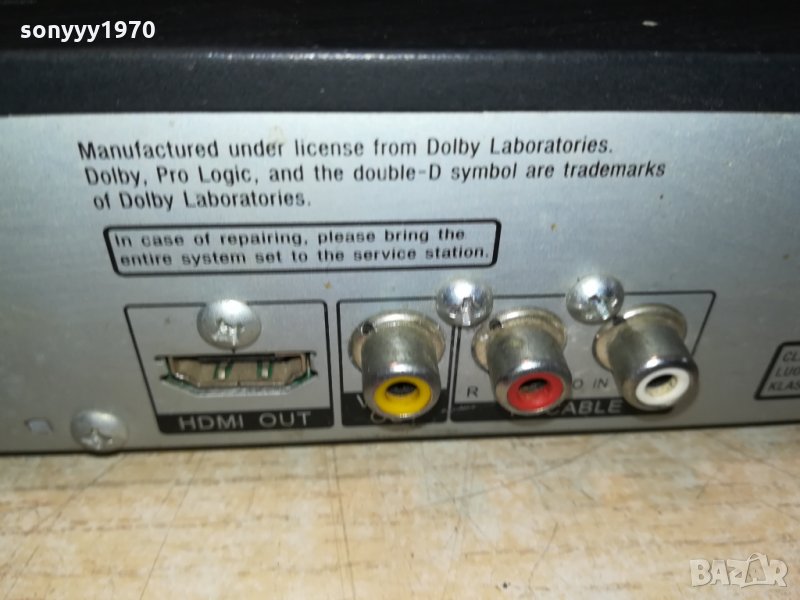 sonyyy1970
Manufactured under license from Dolby Laboratories.
Dolby, Pro Logic, and the double-D symbol are trademarks
of Dolby Laboratories.
In case of repairing, please bring the
entire system set to the service station.
R
IN
HDMI OUT
CABLE
BAZAR